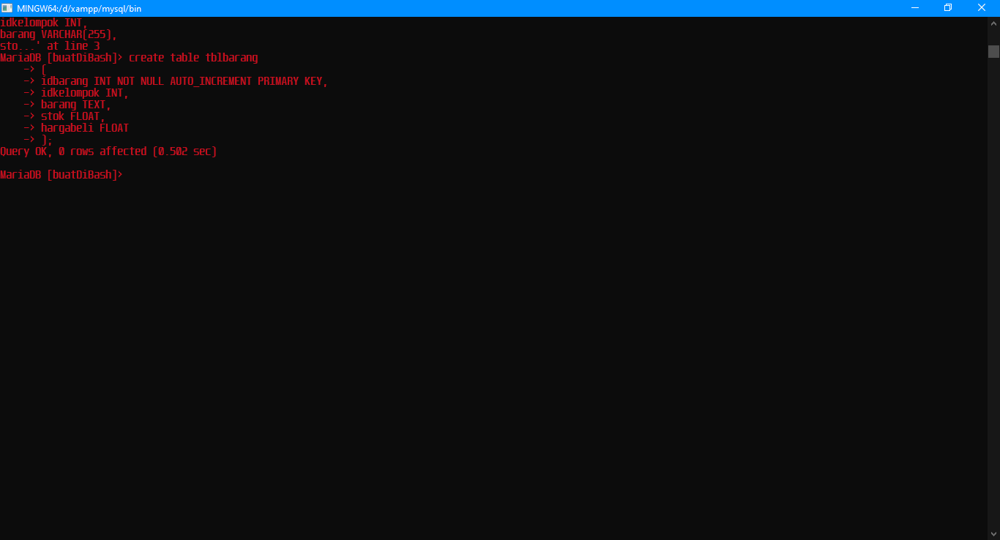 MINGW64:/d/xampp/mysql/bin
idkelompok INT,
barang VARCHAR(255),
sto...' at line 3
MariaDB [buatDiBash]> create table tblbarang
    -> (
    -> idbarang INT NOT NULL AUTO_INCREMENT PRIMARY KEY,
    -> idkelompok INT,
    -> barang TEXT,
    -> stok FLOAT,
    -> hargabeli FLOAT
    -> );
Query OK, 0 rows affected (0.502 sec)
MariaDB [buatDiBash]>